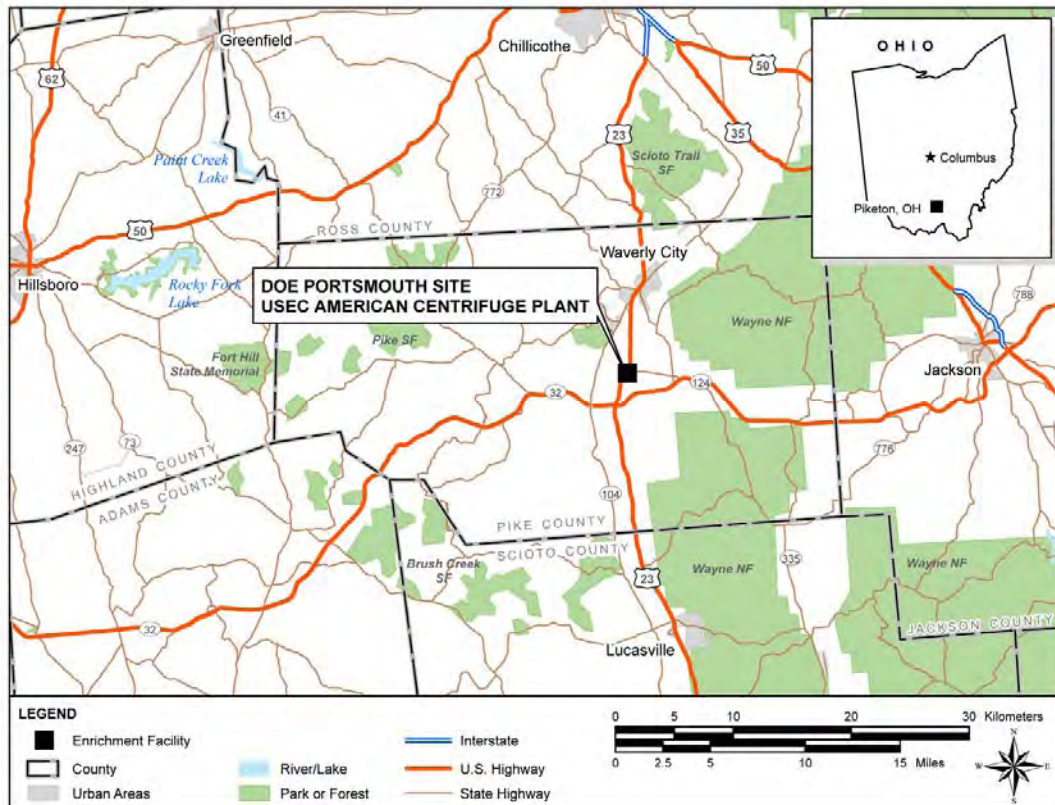 Greenfield
Chillicothe
OHIO
62
50
41
23
35
Paint Creek
Lake
Scioto Trail
SF
772
Columbus
Piketon, OH
50
ROSS COUNTY
Waverly City
Hillsboro
Rocky Fork
Lake
DOE PORTSMOUTH SITE
USEC AMERICAN CENTRIFUGE PLANT
788
Wayne NF
Pike SF
Fort Hill
State Memorial
Jackson
32
124
247
73
776
HIGHLAND COUNTY
ADAMS COUNTY
104
PIKE COUNTY
SCIOTO COUNTY
335
Brush Creek
SF
Wayne NF
Wayne NF
23
32
JACKSON COUNTY
Lucasville
LEGEND
Enrichment Facility
County
Urban Areas
River/Lake
Park or Forest
Interstate
U.S. Highway
State Highway
0 5 10 20 30 Kilometers
0 2.5 5 10 15 Miles
N
W E
S